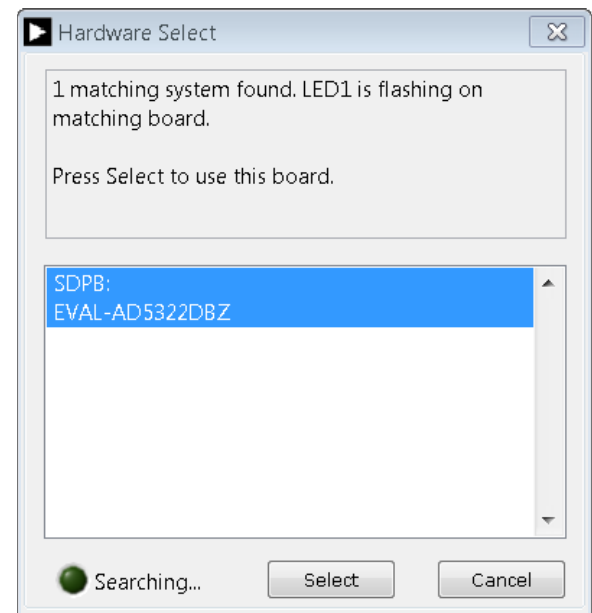 Hardware Select
1 matching system found. LED1 is flashing on
matching board.
Press Select to use this board.
SDPB:
EVAL-AD5322DBZ
Searching...
Select
Cancel